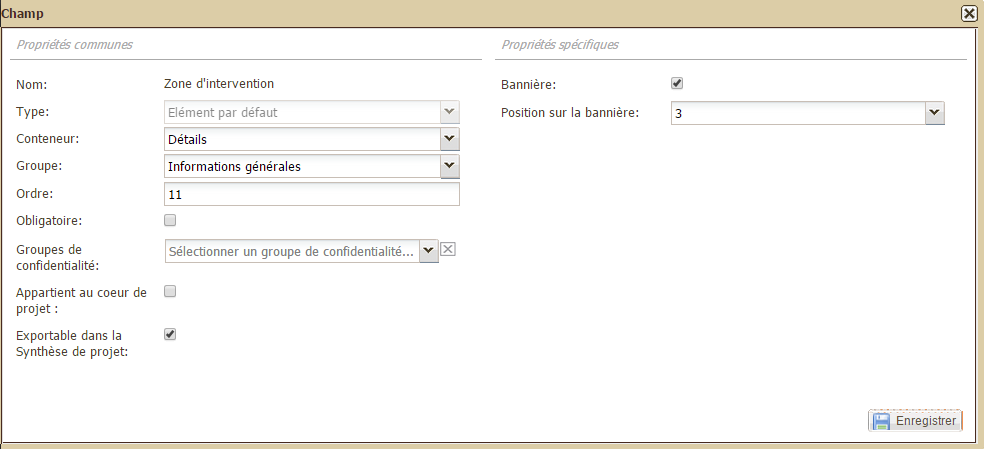 Champ
Propriétés communes
Propriétés spécifiques
Nom: Zone d'intervention
Bannière:
Type: Elément par défaut
Position sur la bannière: 3
Conteneur: Détails
Groupe: Informations générales
Ordre: 11
Obligatoire:
Groupes de
confidentialité:
Sélectionner un groupe de confidentialité...
Appartient au coeur de
projet :
Exportable dans la
Synthèse de projet:
Enregistrer